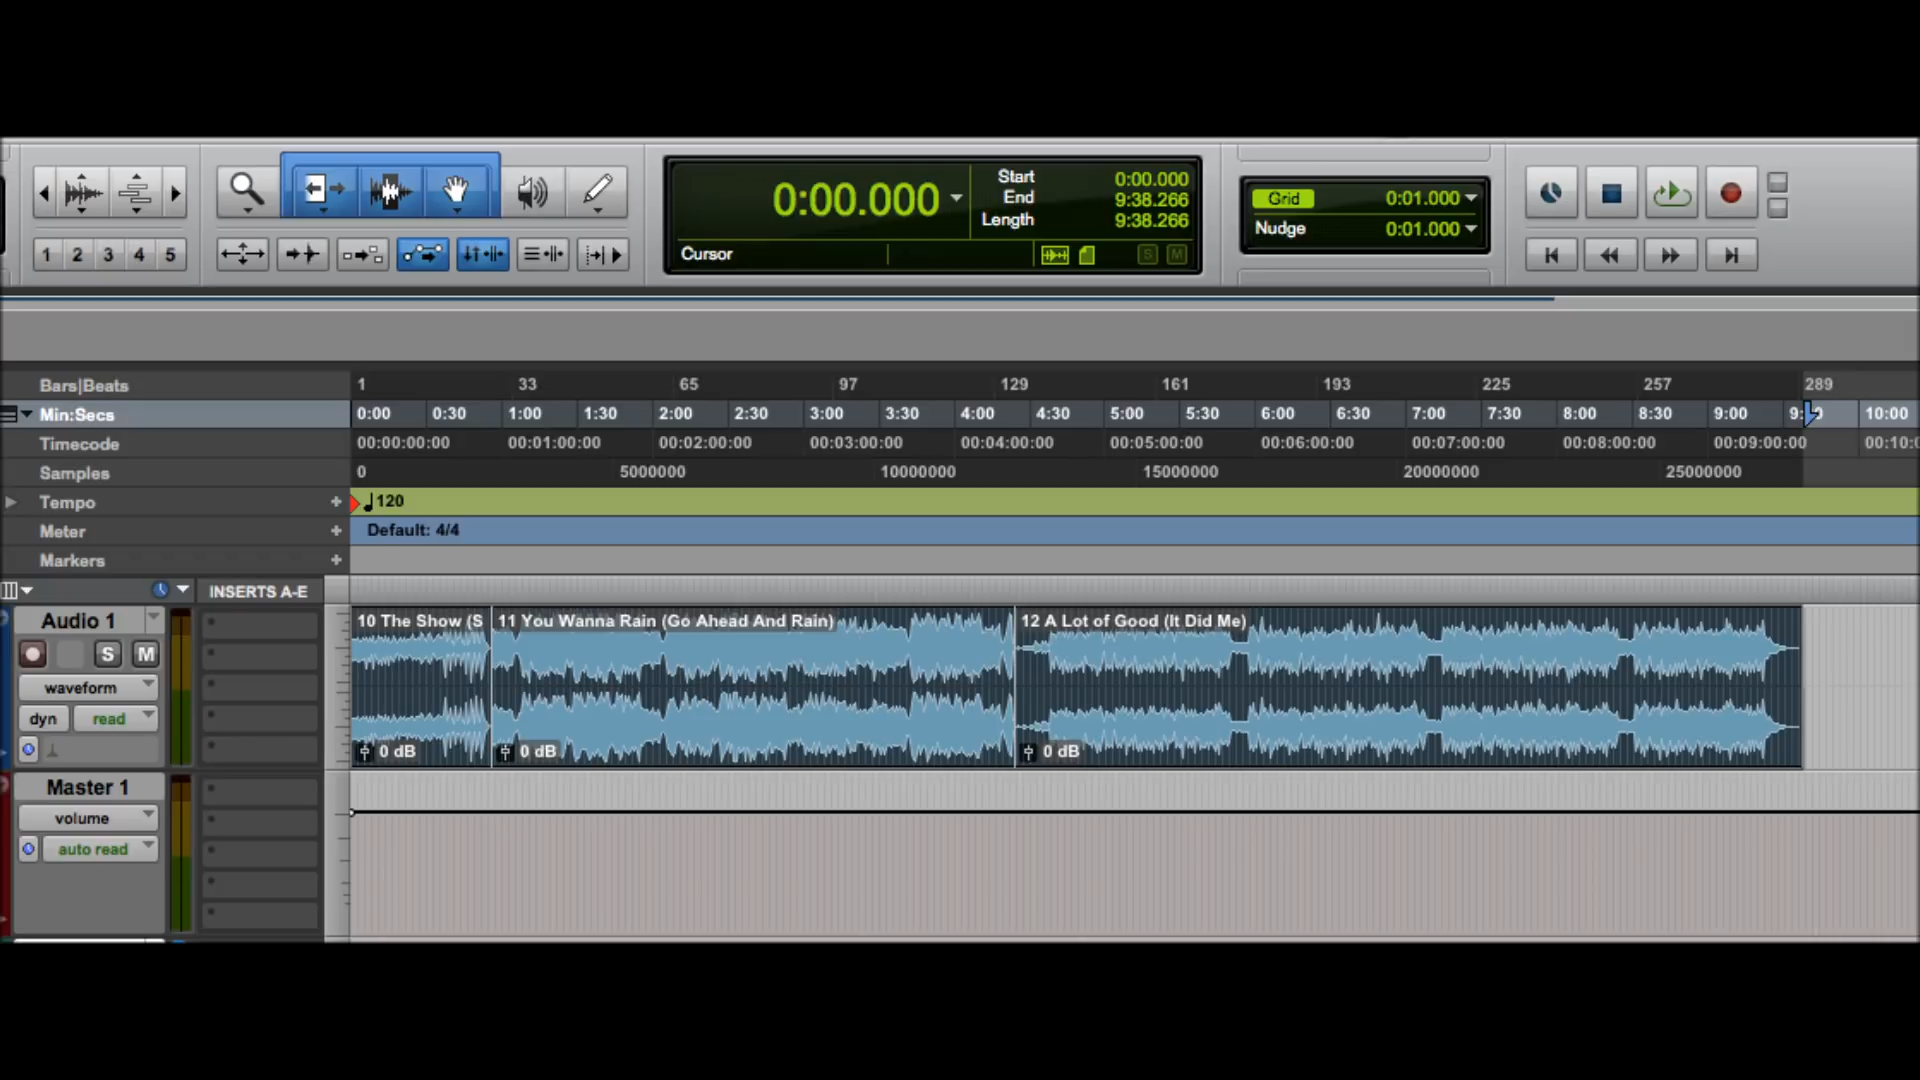 0:00.000
Start 0:00.000
End 9:38.266
Length 9:38.266
Cursor
S M
Grid 0:01.000
Nudge 0:01.000
1 2 3 4 5
Bars|Beats 1 33 65 97 129 161 193 225 257 289
Min:Secs 0:00 0:30 1:00 1:30 2:00 2:30 3:00 3:30 4:00 4:30 5:00 5:30 6:00 6:30 7:00 7:30 8:00 8:30 9:00 10:00
Timecode 00:00:00:00 00:01:00:00 00:02:00:00 00:03:00:00 00:04:00:00 00:05:00:00 00:06:00:00 00:07:00:00 00:08:00:00 00:09:00:00 00:10:0
Samples 0 5000000 10000000 15000000 20000000 25000000
Tempo + 120
Meter + Default: 4/4
Markers +
INSERTS A-E
Audio 1
S M
waveform
dyn read
10 The Show (S 11 You Wanna Rain (Go Ahead And Rain) 12 A Lot of Good (It Did Me)
0 dB 0 dB 0 dB
Master 1
volume
auto read